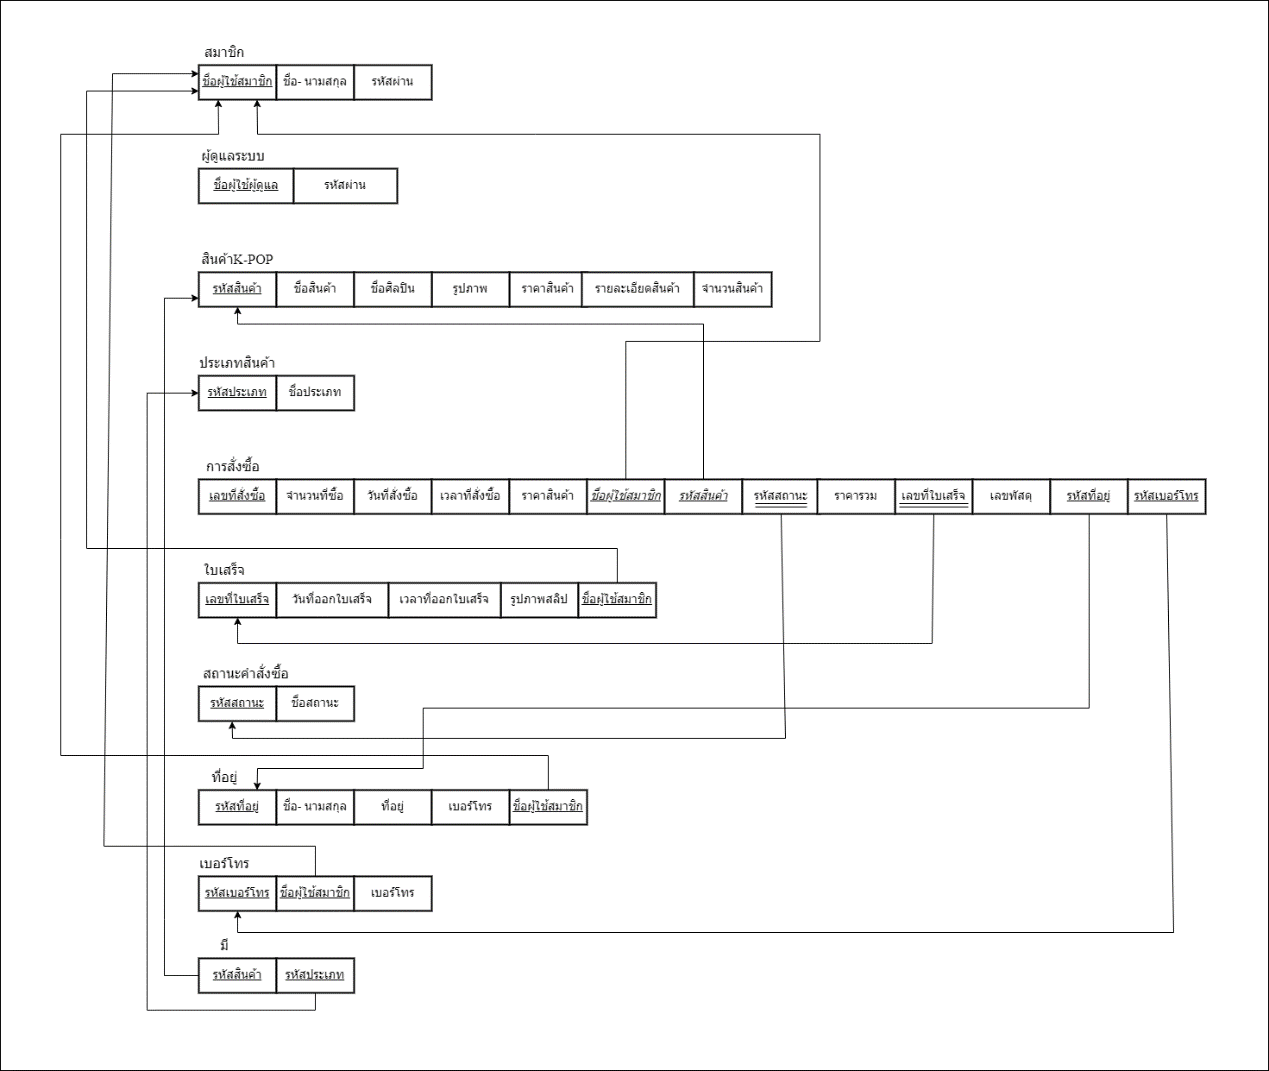 สมาชิก
ชื่อผู้ใช้สมาชิก ชื่อ- นามสกุล รหัสผ่าน
ผู้ดูแลระบบ
ชื่อผู้ใช้ผู้ดูแล รหัสผ่าน
สินค้าK-POP
รหัสสินค้า ชื่อสินค้า ชื่อศิลปิน รูปภาพ ราคาสินค้า รายละเอียดสินค้า จำนวนสินค้า
ประเภทสินค้า
รหัสประเภท ชื่อประเภท
การสั่งซื้อ
เลขที่สั่งซื้อ จำนวนที่ซื้อ วันที่สั่งซื้อ เวลาที่สั่งซื้อ ราคาสินค้า ชื่อผู้ใช้สมาชิก รหัสสินค้า รหัสสถานะ ราคารวม เลขที่ใบเสร็จ เลขพัสดุ รหัสที่อยู่ รหัสเบอร์โทร
ใบเสร็จ
เลขที่ใบเสร็จ วันที่ออกใบเสร็จ เวลาที่ออกใบเสร็จ รูปภาพสลิป ชื่อผู้ใช้สมาชิก
สถานะคำสั่งซื้อ
รหัสสถานะ ชื่อสถานะ
ที่อยู่
รหัสที่อยู่ ชื่อ- นามสกุล ที่อยู่ เบอร์โทร ชื่อผู้ใช้สมาชิก
เบอร์โทร
รหัสเบอร์โทร ชื่อผู้ใช้สมาชิก เบอร์โทร
มี
รหัสสินค้า รหัสประเภท